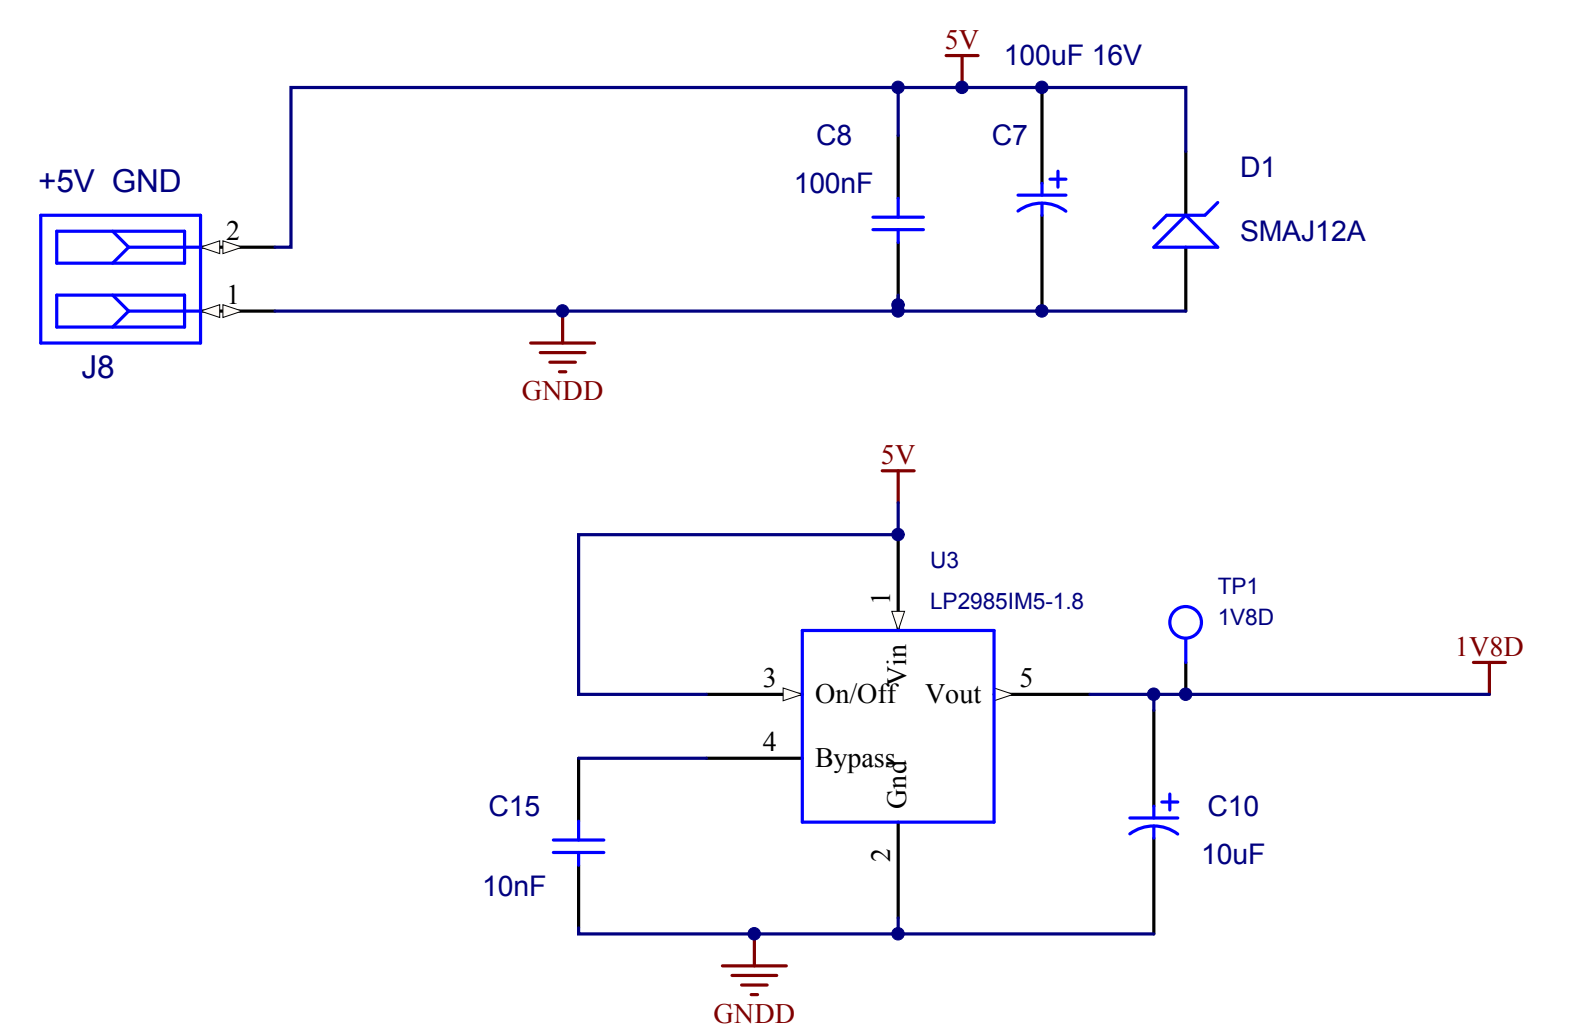 5V
100uF 16V
C8
C7
100nF
D1
SMAJ12A
+5V GND
2
1
J8
GNDD
5V
U3
LP2985IM5-1.8
1
TP1
1V8D
1V8D
Vin
3
On/Off
Vout
5
4
Bypass
Gnd
C15
10nF
2
C10
10uF
GNDD